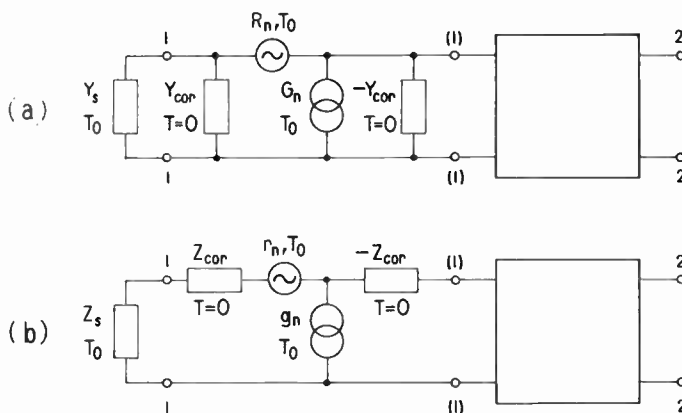 (a)
1
Rn,T0
(1)
2
Ys
T0
Ycor
T=0
Gn
T0
-Ycor
T=0
1
(1)
2
(b)
1
Zcor
T=0
rn,T0
-Zcor
T=0
(1)
2
Zs
T0
gn
T0
1
(1)
2